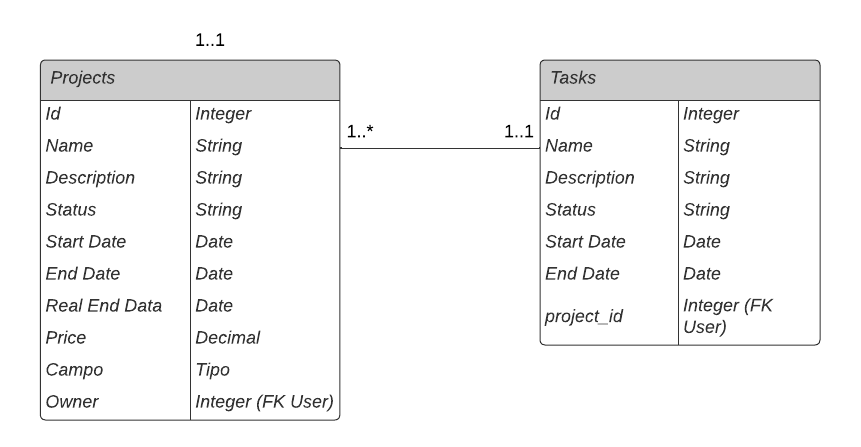 1..1
Projects
Id Integer
Name String
Description String
Status String
Start Date Date
End Date Date
Real End Data Date
Price Decimal
Campo Tipo
Owner Integer (FK User)
1..* 1..1
Tasks
Id Integer
Name String
Description String
Status String
Start Date Date
End Date Date
project_id Integer (FK
User)